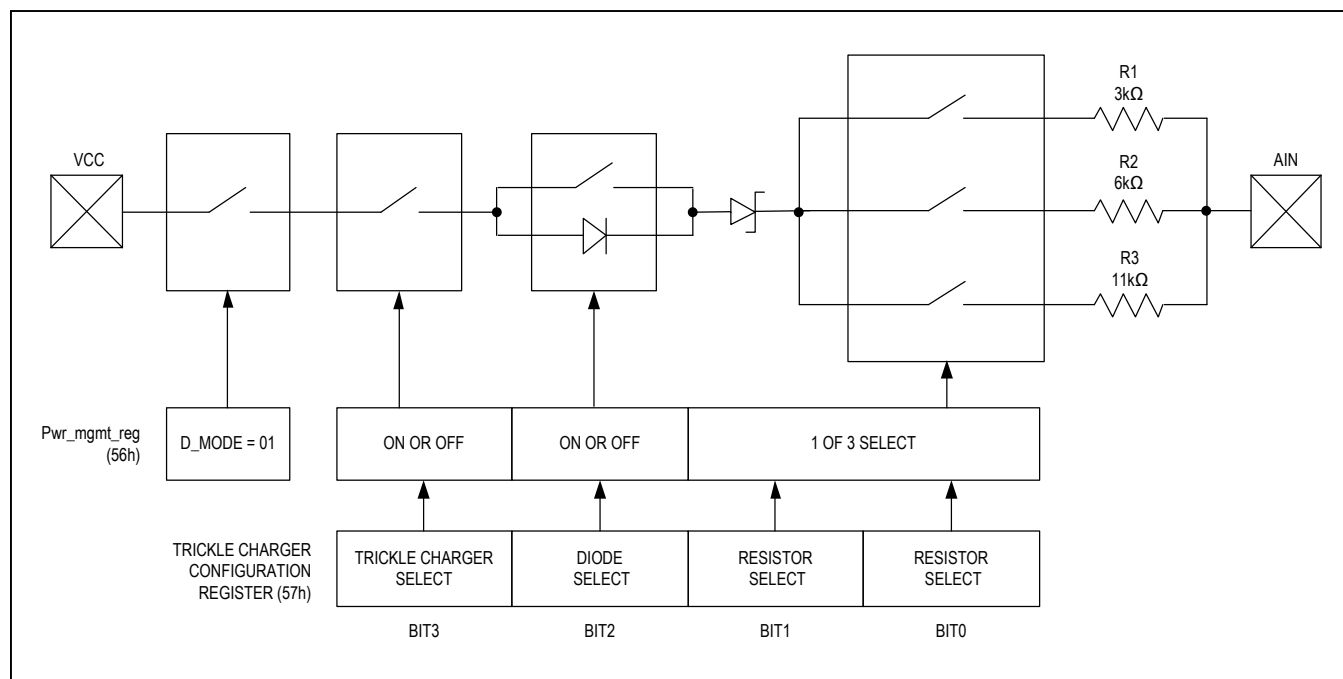 R1
3kΩ
VCC
R2
6kΩ
AIN
R3
11kΩ
Pwr_mgmt_reg
(56h)
D_MODE = 01
ON OR OFF
ON OR OFF
1 OF 3 SELECT
TRICKLE CHARGER
CONFIGURATION
REGISTER (57h)
TRICKLE CHARGER
SELECT
DIODE
SELECT
RESISTOR
SELECT
RESISTOR
SELECT
BIT3
BIT2
BIT1
BIT0